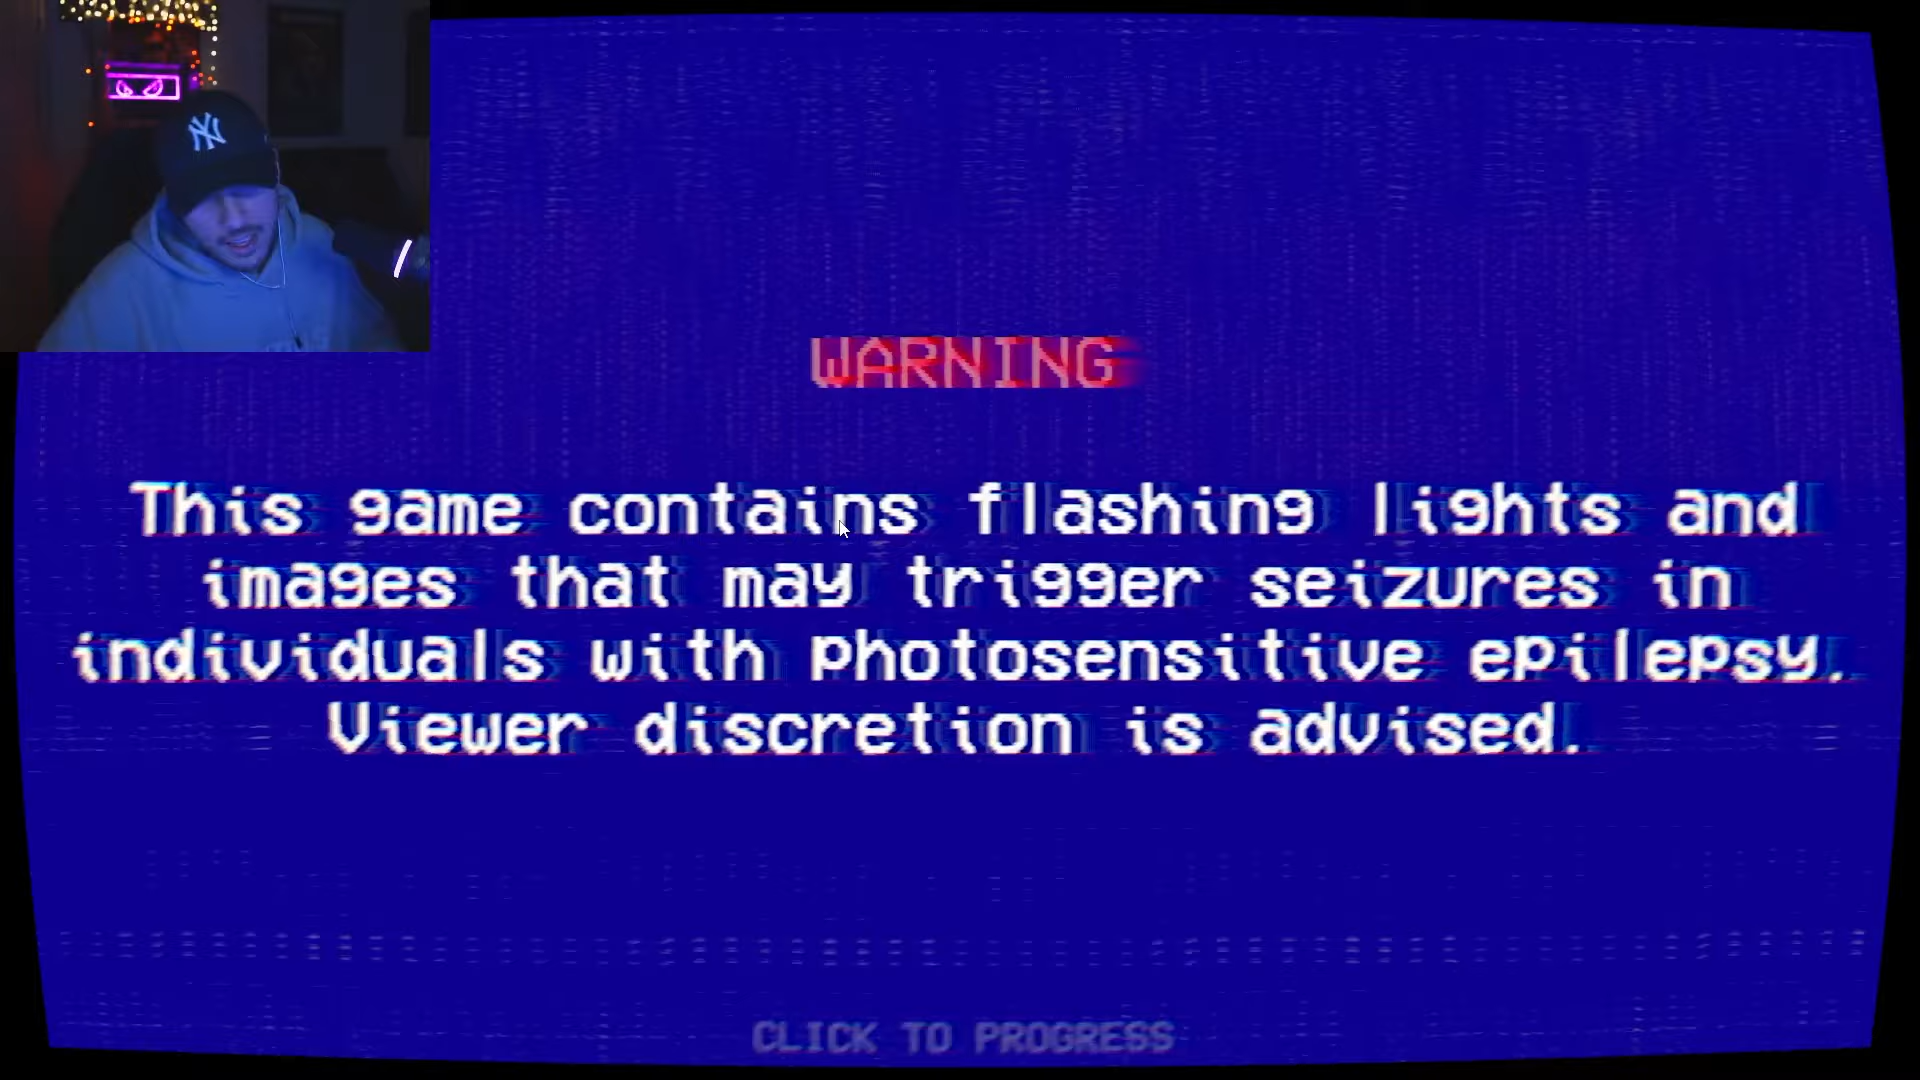 NY
WARNING
This game contains flashing lights and
images that may trigger seizures in
individuals with photosensitive epilepsy.
Viewer discretion is advised.
CLICK TO PROGRESS